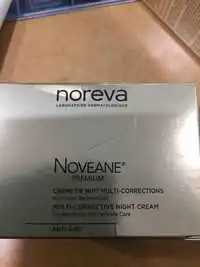 noreva
LABORATOIRES DERMATOLOGIQUES
NOVEANE®
PREMIUM
CRÈME DE NUIT MULTI-CORRECTIONS
MULTI-CORRECTIVE NIGHT CREAM
ANTI-ÂGE